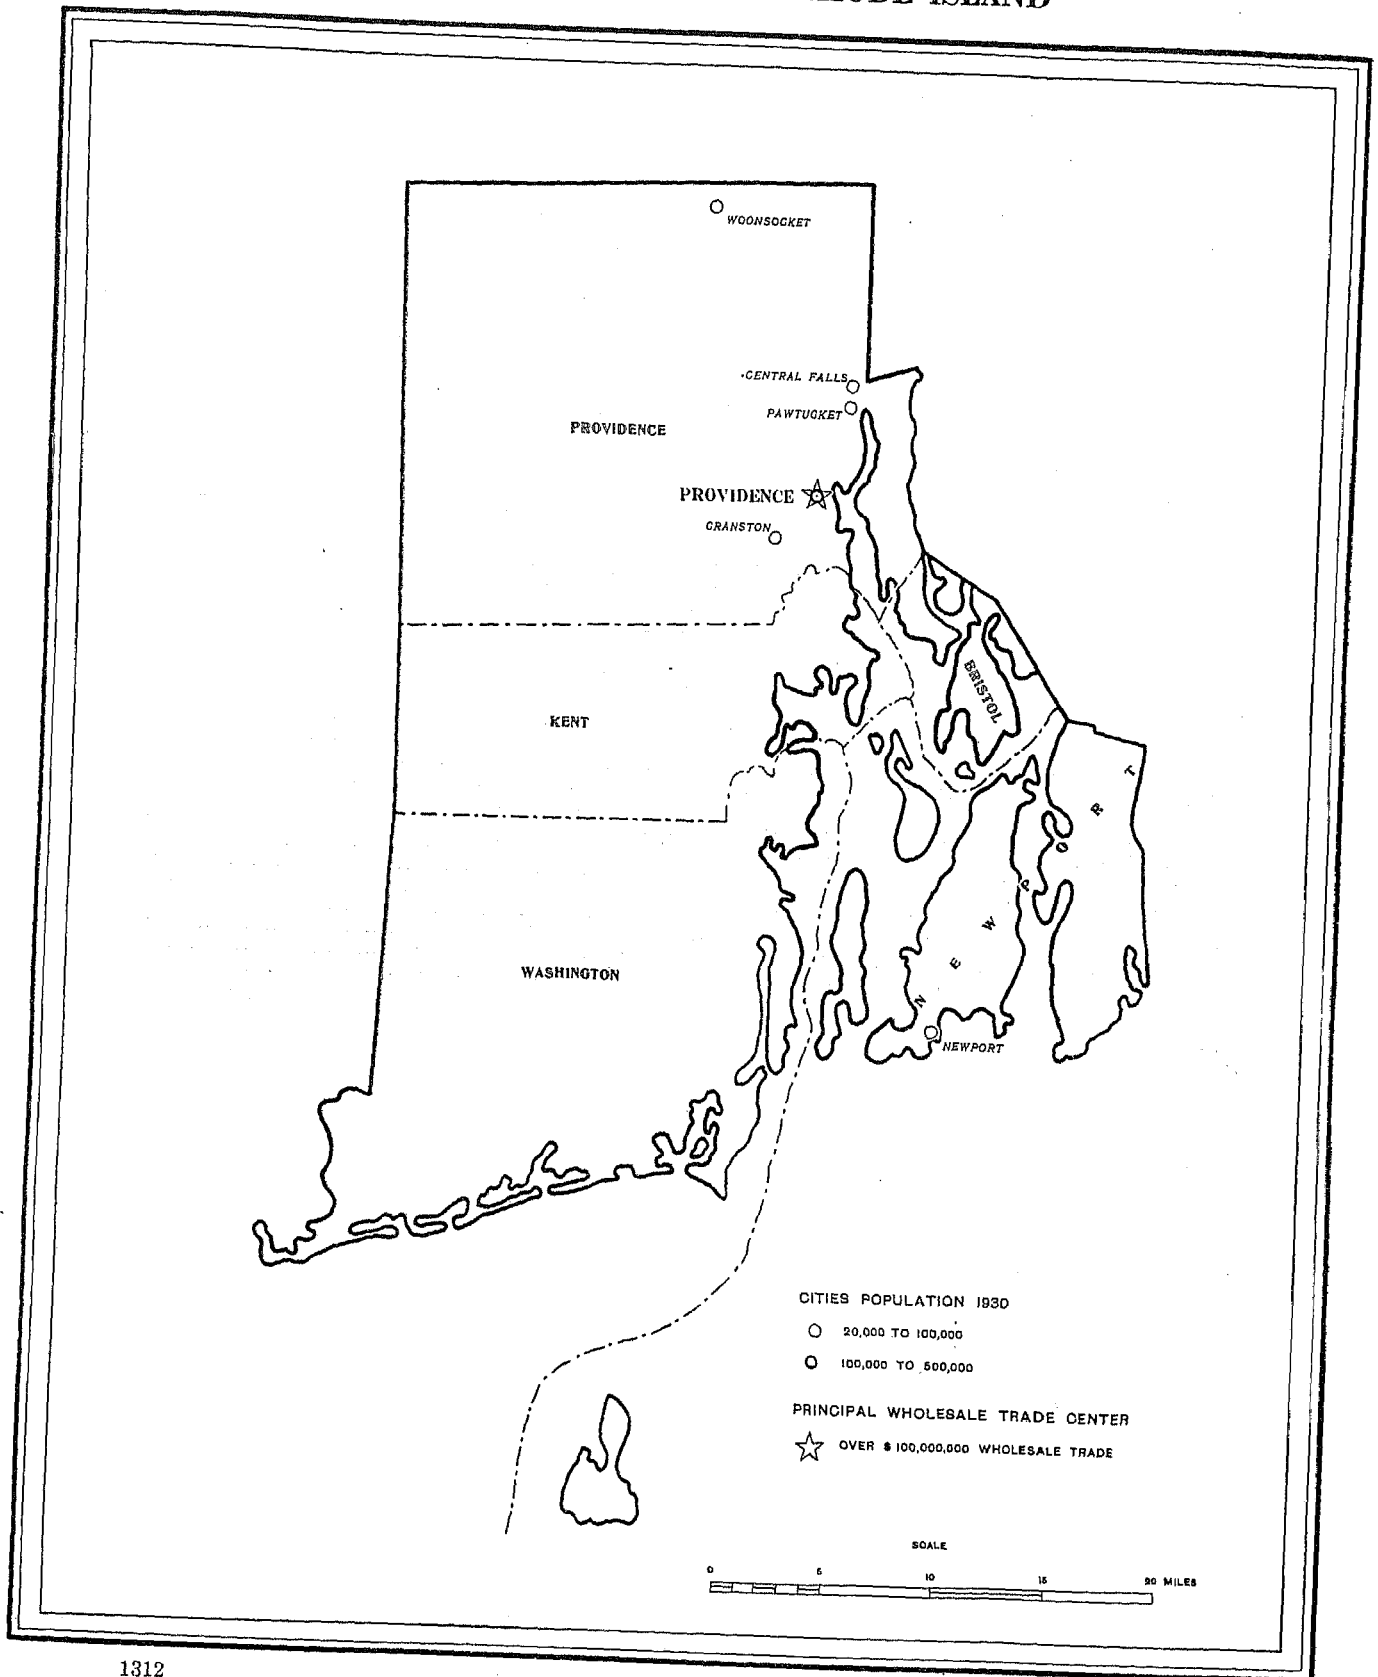 ISLAND
WOONSOCKET
CENTRAL FALLS
PAWTUCKET
PROVIDENCE
PROVIDENCE
CRANSTON
BRISTOL
KENT
NEWPORT
WASHINGTON
NEWPORT
CITIES POPULATION 1930
20,000 TO 100,000
100,000 TO 500,000
PRINCIPAL WHOLESALE TRADE CENTER
OVER $100,000,000 WHOLESALE TRADE
SCALE
0 5 10 15 20 MILES
1312